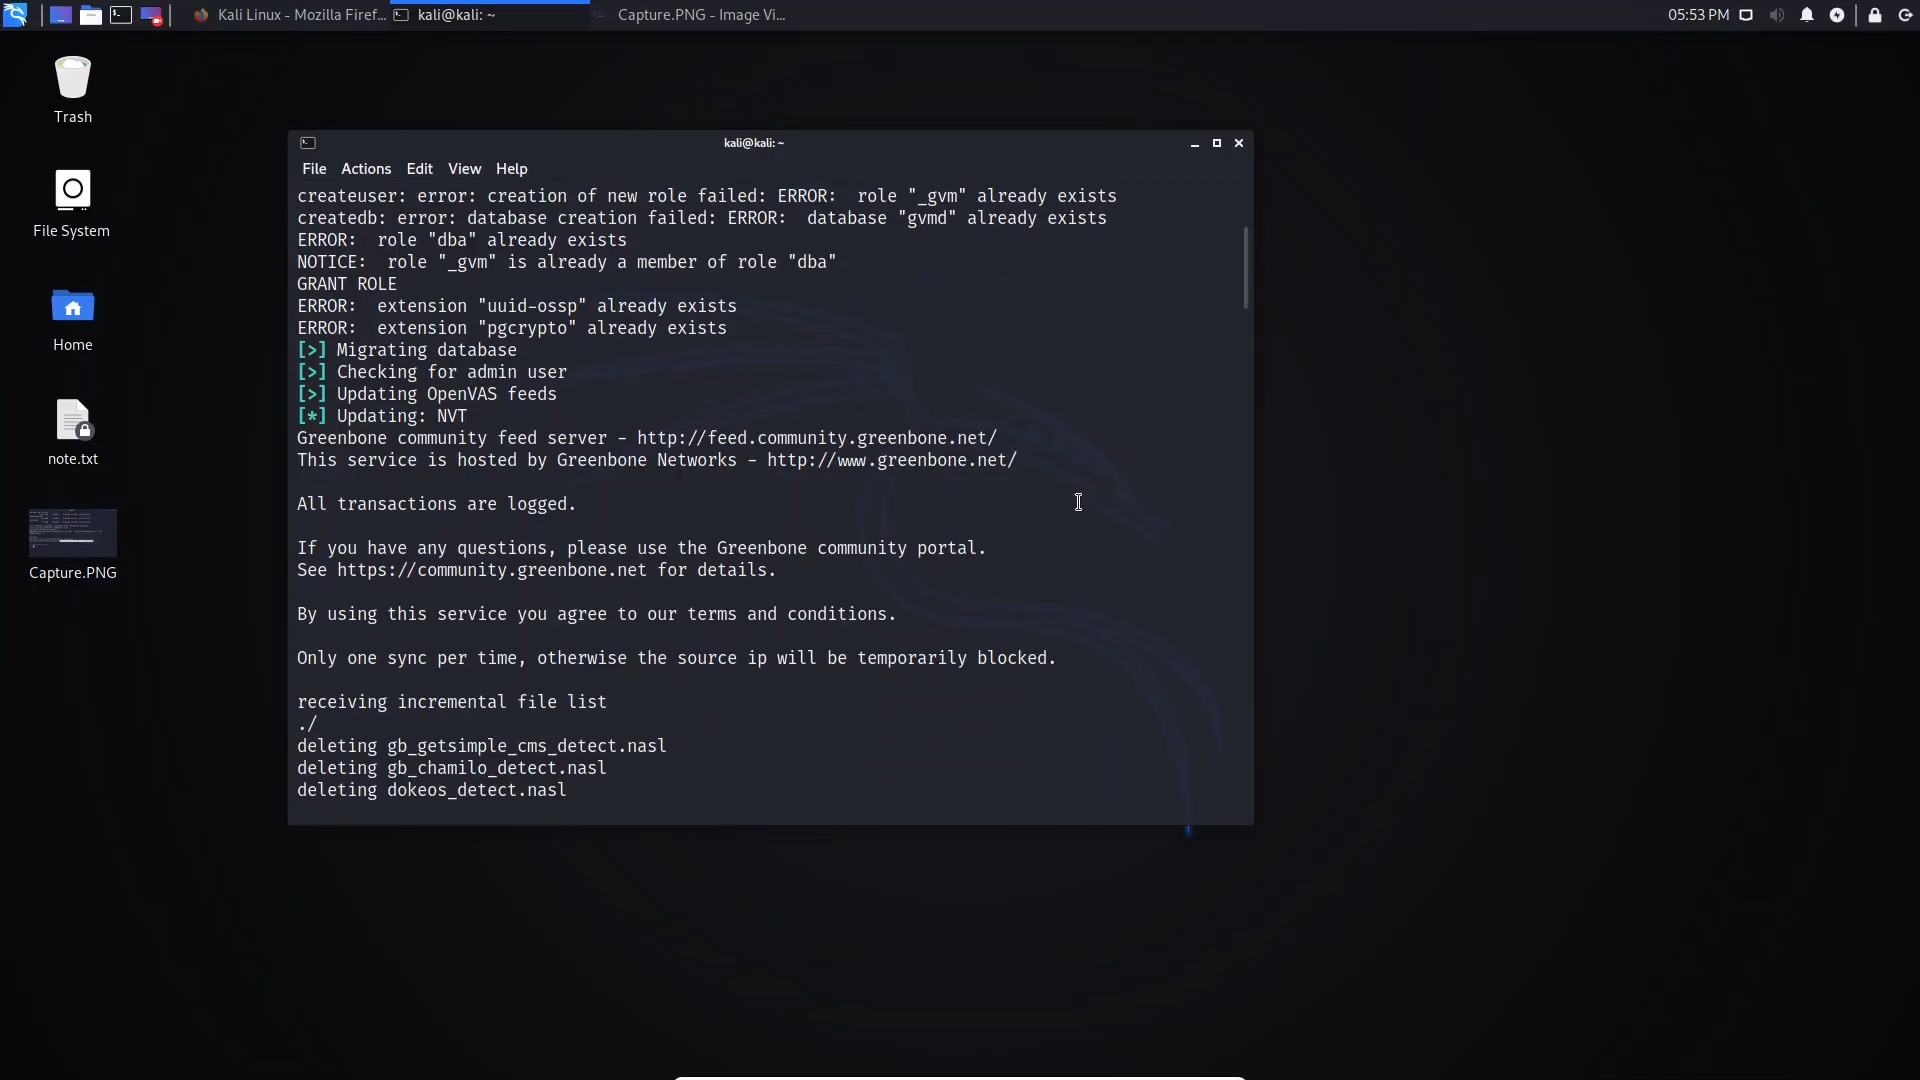 Kali Linux - Mozilla Firef...
kali@kali: ~
Capture.PNG - Image Vi...
05:53 PM
Trash
File System
Home
note.txt
Capture.PNG
kali@kali: ~
File Actions Edit View Help
createuser: error: creation of new role failed: ERROR:  role "_gvm" already exists
createdb: error: database creation failed: ERROR:  database "gvmd" already exists
ERROR:  role "dba" already exists
NOTICE:  role "_gvm" is already a member of role "dba"
GRANT ROLE
ERROR:  extension "uuid-ossp" already exists
ERROR:  extension "pgcrypto" already exists
[>] Migrating database
[>] Checking for admin user
[>] Updating OpenVAS feeds
[*] Updating: NVT
Greenbone community feed server - http://feed.community.greenbone.net/
This service is hosted by Greenbone Networks - http://www.greenbone.net/
All transactions are logged.
If you have any questions, please use the Greenbone community portal.
See https://community.greenbone.net for details.
By using this service you agree to our terms and conditions.
Only one sync per time, otherwise the source ip will be temporarily blocked.
receiving incremental file list
./
deleting gb_getsimple_cms_detect.nasl
deleting gb_chamilo_detect.nasl
deleting dokeos_detect.nasl